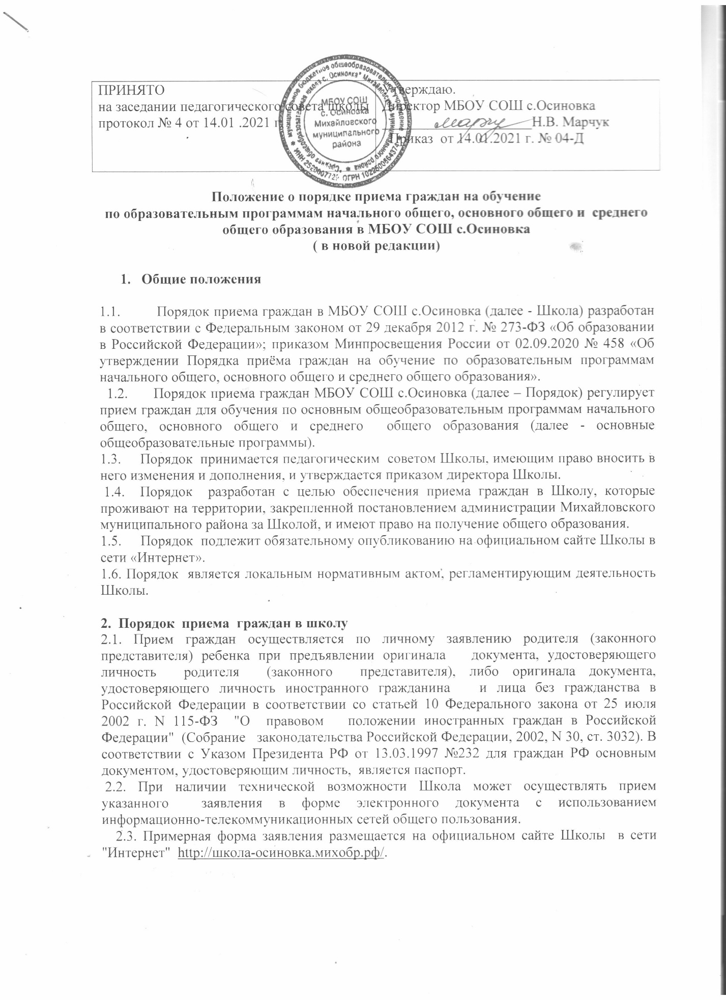 ПРИНЯТО
на заседании педагогического совета школы
протокол № 4 от 14.01 .2021 г.
Утверждаю.
Директор МБОУ СОШ с.Осиновка
Н.В. Марчук
Приказ от 14.01.2021 г. № 04-Д
МБОУ СОШ
с. Осиновка
Михайловского
муниципального
района
Положение о порядке приема граждан на обучение
по образовательным программам начального общего, основного общего и среднего
общего образования в МБОУ СОШ с.Осиновка
( в новой редакции)
1. Общие положения
1.1. Порядок приема граждан в МБОУ СОШ с.Осиновка (далее - Школа) разработан
в соответствии с Федеральным законом от 29 декабря 2012 г. № 273-ФЗ «Об образовании
в Российской Федерации»; приказом Минпросвещения России от 02.09.2020 № 458 «Об
утверждении Порядка приёма граждан на обучение по образовательным программам
начального общего, основного общего и среднего общего образования».
1.2. Порядок приема граждан МБОУ СОШ с.Осиновка (далее – Порядок) регулирует
прием граждан для обучения по основным общеобразовательным программам начального
общего, основного общего и среднего общего образования (далее - основные
общеобразовательные программы).
1.3. Порядок принимается педагогическим советом Школы, имеющим право вносить в
него изменения и дополнения, и утверждается приказом директора Школы.
1.4. Порядок разработан с целью обеспечения приема граждан в Школу, которые
проживают на территории, закрепленной постановлением администрации Михайловского
муниципального района за Школой, и имеют право на получение общего образования.
1.5. Порядок подлежит обязательному опубликованию на официальном сайте Школы в
сети «Интернет».
1.6. Порядок является локальным нормативным актом, регламентирующим деятельность
Школы.
2. Порядок приема граждан в школу
2.1. Прием граждан осуществляется по личному заявлению родителя (законного
представителя) ребенка при предъявлении оригинала документа, удостоверяющего
личность родителя (законного представителя), либо оригинала документа,
удостоверяющего личность иностранного гражданина и лица без гражданства в
Российской Федерации в соответствии со статьей 10 Федерального закона от 25 июля
2002 г. N 115-ФЗ "О правовом положении иностранных граждан в Российской
Федерации" (Собрание законодательства Российской Федерации, 2002, N 30, ст. 3032). В
соответствии с Указом Президента РФ от 13.03.1997 №232 для граждан РФ основным
документом, удостоверяющим личность, является паспорт.
2.2. При наличии технической возможности Школа может осуществлять прием
указанного заявления в форме электронного документа с использованием
информационно-телекоммуникационных сетей общего пользования.
2.3. Примерная форма заявления размещается на официальном сайте Школы в сети
"Интернет" http://школа-осиновка.михобр.рф/.